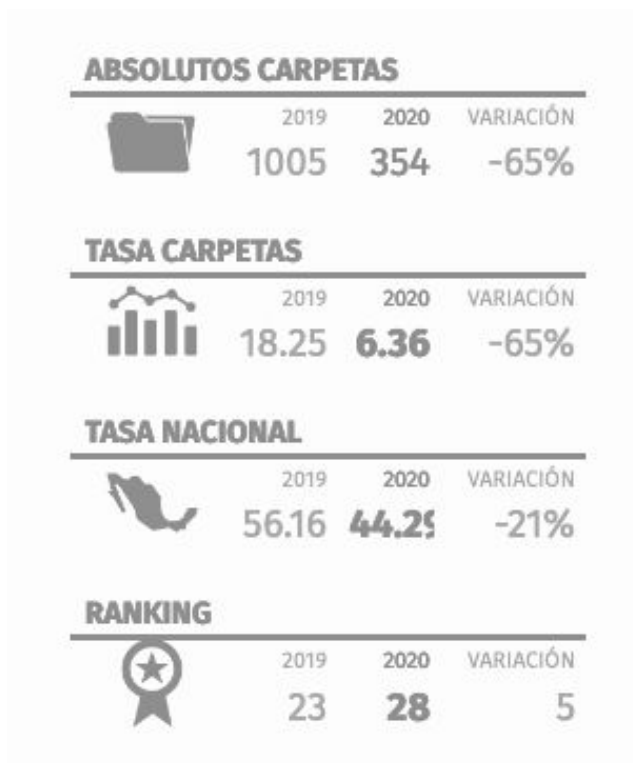 ABSOLUTOS CARPETAS
2019 2020 VARIACIÓN
1005 354 -65%
TASA CARPETAS
2019 2020 VARIACIÓN
18.25 6.36 -65%
TASA NACIONAL
2019 2020 VARIACIÓN
56.16 44.29 -21%
RANKING
2019 2020 VARIACIÓN
23 28 5